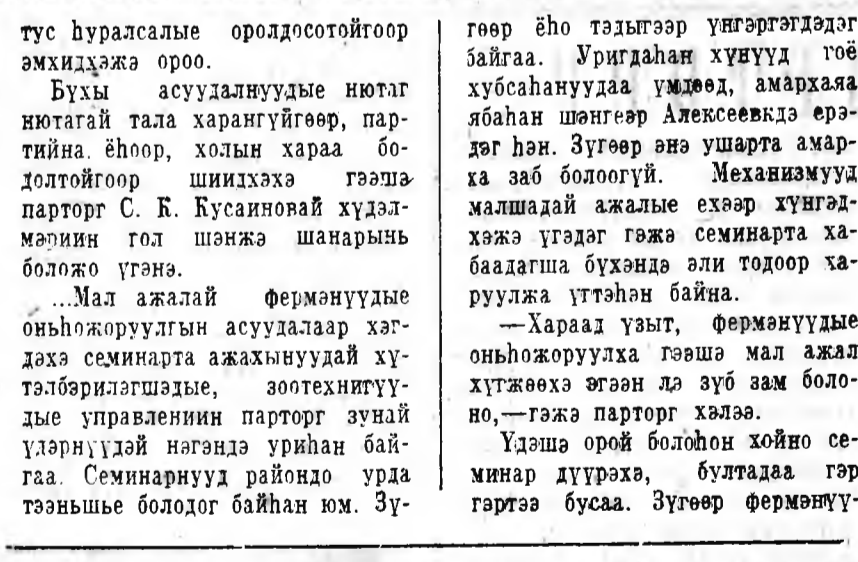 тус һуралсалые оролдосотойгоор
эмхидхэжэ ороо.
Бүхы асуудалнуудые нютаг
нютагай тала харангүйгөөр, пар-
тийна ёһоор, холын хараа бо-
долтойгоор шиидхэхэ гээшэ
парторг С. К. Кусаиновай хүдэл-
мэриин гол шэнжэ шанарынь
боложо үгэнэ.
...Мал ажалай фермэнүүдые
оньһожоруулгын асуудалаар хэг-
дэхэ семинарта ажахынуудай хү-
тэлбэрилэгшэдые, зоотехнигүү-
дые управлениин парторг зунай
үдэрнүүдэй нэгэндэ уриһан бай-
гаа. Семинарнууд районdo урда
тээньшье болодог байһан юм. Зү-
гөөр ёһо тэдыгээр үнгэргэгдэдэг
байгаа. Уригдаһан хүнүүд гоё
хубсаһануудаа үмдөөд, амархаяа
ябаһан шэнгеэр Алексеевкдэ ерэ-
дэг һэн. Зүгөөр энэ ушарта амар-
ха заб болоогүй. Механизмууд
малшадай ажалые ехээр хүнгэд-
хэжэ үгэдэг гэжэ семинарта ха-
баадагша бүхэндэ эли тодоор ха-
руулжа үгтэһэн байна.
—Хараад үзыт, фермэнүүдые
оньһожоруулха гээшэ мал ажал
хүгжөөхэ эгээн лэ зүб зам боло-
но,—гэжэ парторг хэлээ.
Үдэшэ орой болоһон хойно се-
минар дүүрэхэ, бултадаа гэр
гэртээ бусаа. Зүгөөр фермэнүү-